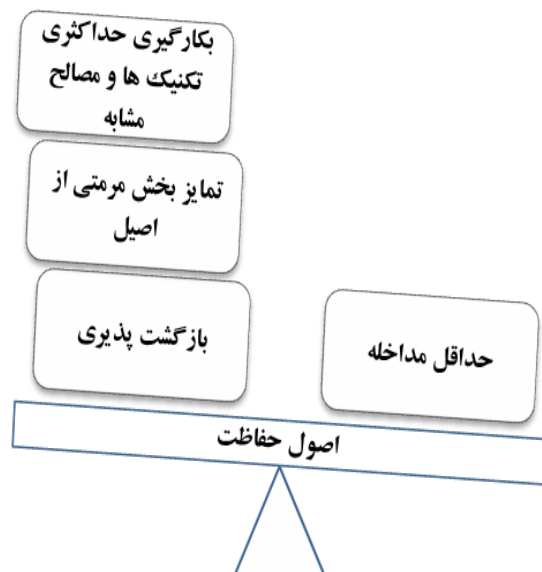 بکارگیری حداکثری
تکنیک ها و مصالح
مشابه
تمایز بخش مرمتی از
اصیل
بازگشت پذیری
حداقل مداخله
اصول حفاظت